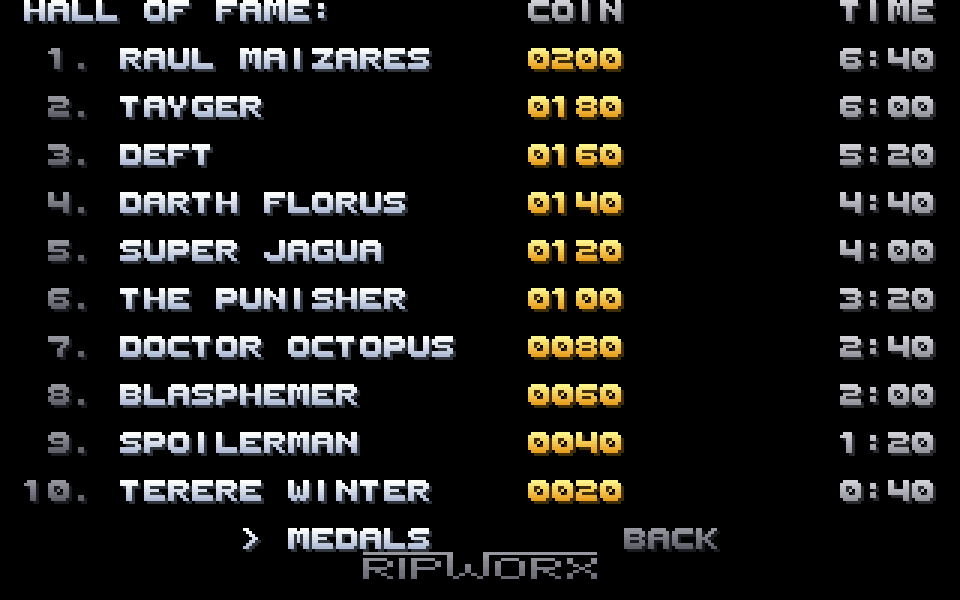 HALL OF FAME: COIN TIME
1. RAUL MAIZARES 0200 6:40
2. TAYGER 0180 6:00
3. DEFT 0160 5:20
4. DARTH FLORUS 0140 4:40
5. SUPER JAGUA 0120 4:00
6. THE PUNISHER 0100 3:20
7. DOCTOR OCTOPUS 0080 2:40
8. BLASPHEMER 0060 2:00
9. SPOILERMAN 0040 1:20
10. TERERE WINTER 0020 0:40
> MEDALS BACK
RIPWORX